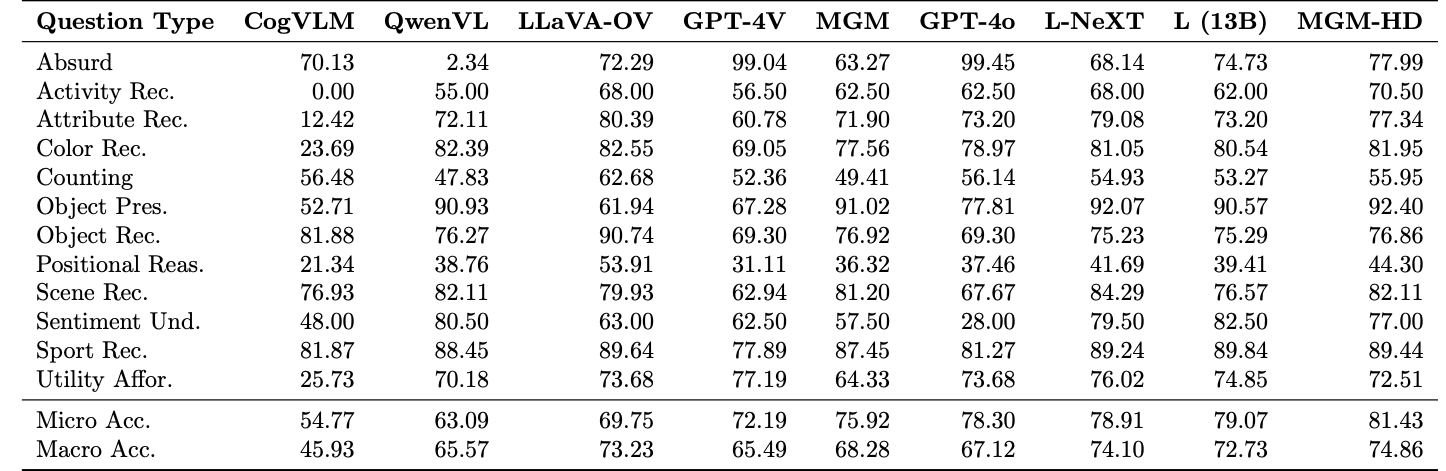 Question Type CogVLM QwenVL LLaVA-OV GPT-4V MGM GPT-4o L-NeXT L (13B) MGM-HD
Absurd 70.13 2.34 72.29 99.04 63.27 99.45 68.14 74.73 77.99
Activity Rec. 0.00 55.00 68.00 56.50 62.50 62.50 68.00 62.00 70.50
Attribute Rec. 12.42 72.11 80.39 60.78 71.90 73.20 79.08 73.20 77.34
Color Rec. 23.69 82.39 82.55 69.05 77.56 78.97 81.05 80.54 81.95
Counting 56.48 47.83 62.68 52.36 49.41 56.14 54.93 53.27 55.95
Object Pres. 52.71 90.93 61.94 67.28 91.02 77.81 92.07 90.57 92.40
Object Rec. 81.88 76.27 90.74 69.30 76.92 69.30 75.23 75.29 76.86
Positional Reas. 21.34 38.76 53.91 31.11 36.32 37.46 41.69 39.41 44.30
Scene Rec. 76.93 82.11 79.93 62.94 81.20 67.67 84.29 76.57 82.11
Sentiment Und. 48.00 80.50 63.00 62.50 57.50 28.00 79.50 82.50 77.00
Sport Rec. 81.87 88.45 89.64 77.89 87.45 81.27 89.24 89.84 89.44
Utility Affor. 25.73 70.18 73.68 77.19 64.33 73.68 76.02 74.85 72.51
Micro Acc. 54.77 63.09 69.75 72.19 75.92 78.30 78.91 79.07 81.43
Macro Acc. 45.93 65.57 73.23 65.49 68.28 67.12 74.10 72.73 74.86